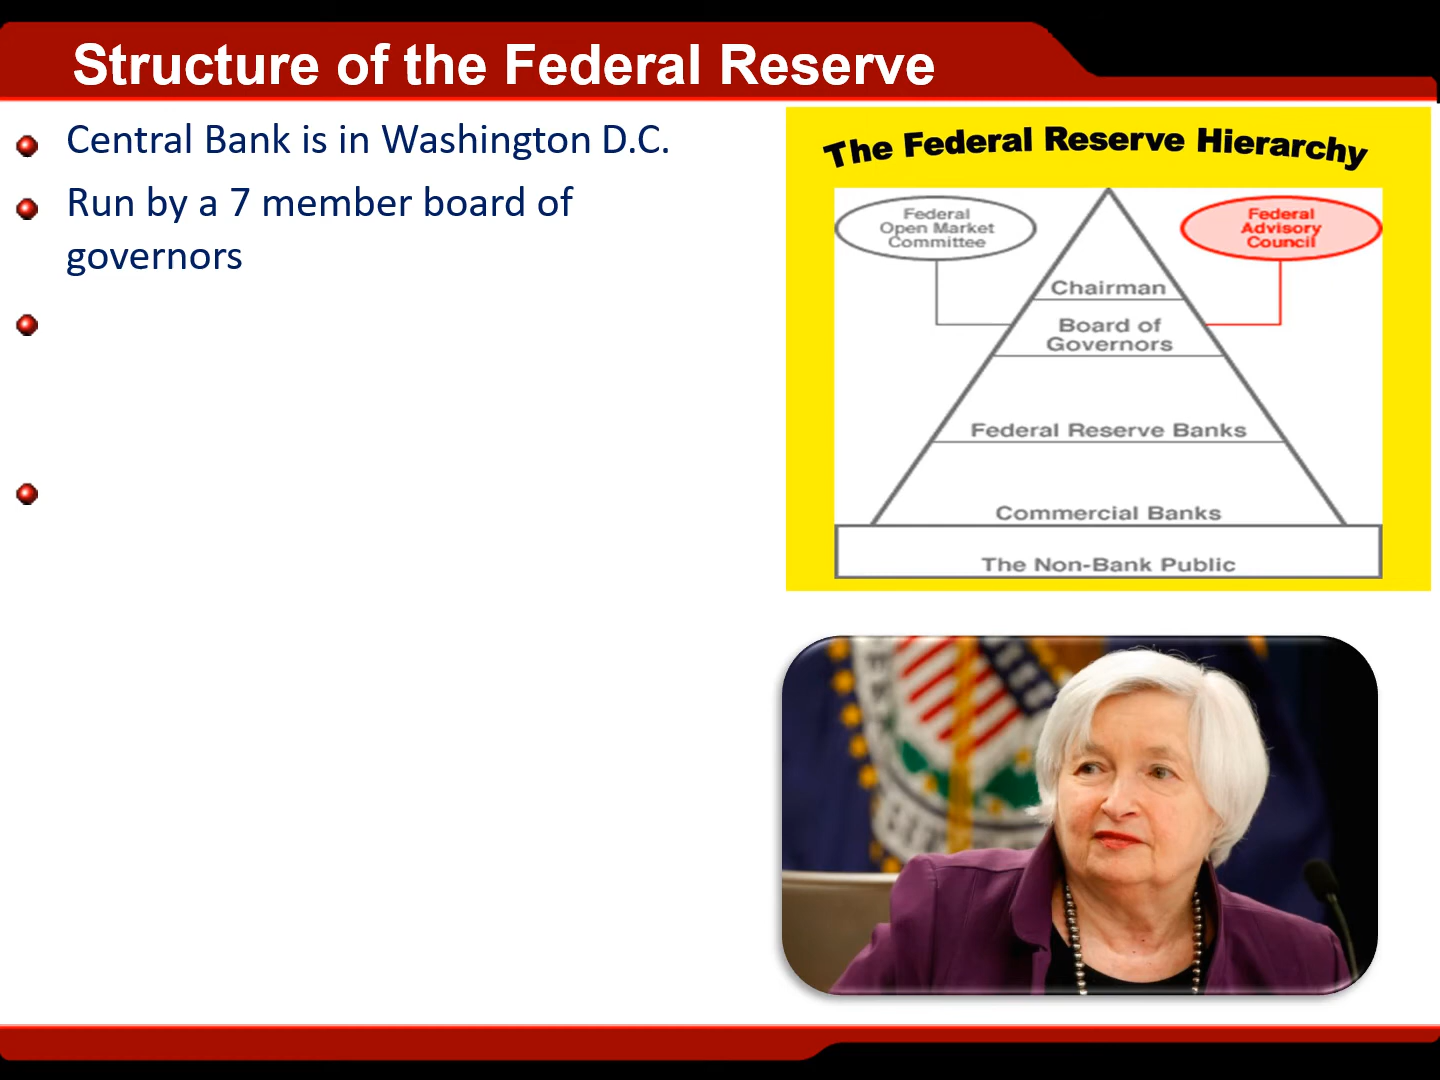 Structure of the Federal Reserve
Central Bank is in Washington D.C.
Run by a 7 member board of
governors
The Federal Reserve Hierarchy
Federal
Open Market
Committee
Federal
Advisory
Council
Chairman
Board of
Governors
Federal Reserve Banks
Commercial Banks
The Non-Bank Public